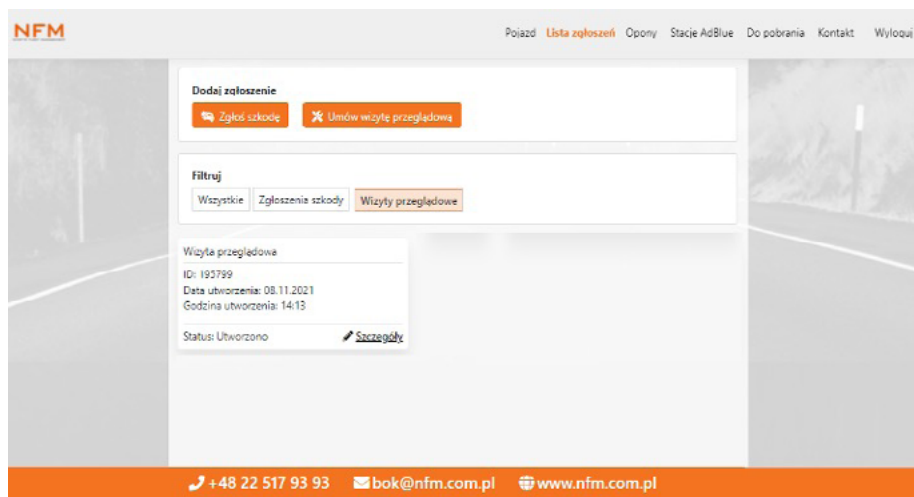 NFM
Pojazd Lista zgłoszeń Opony Stacje AdBlue Do pobrania Kontakt Wyloguj
Dodaj zgłoszenie
Zgłoś szkodę Umów wizytę przeglądową
Filtruj
Wszystkie Zgłoszenia szkody Wizyty przeglądowe
Wizyta przeglądowa
ID: 193799
Data utworzenia: 08.11.2021
Godzina utworzenia: 14:13
Status: Utworzono Szczegóły
+48 22 517 93 93 bok@nfm.com.pl www.nfm.com.pl